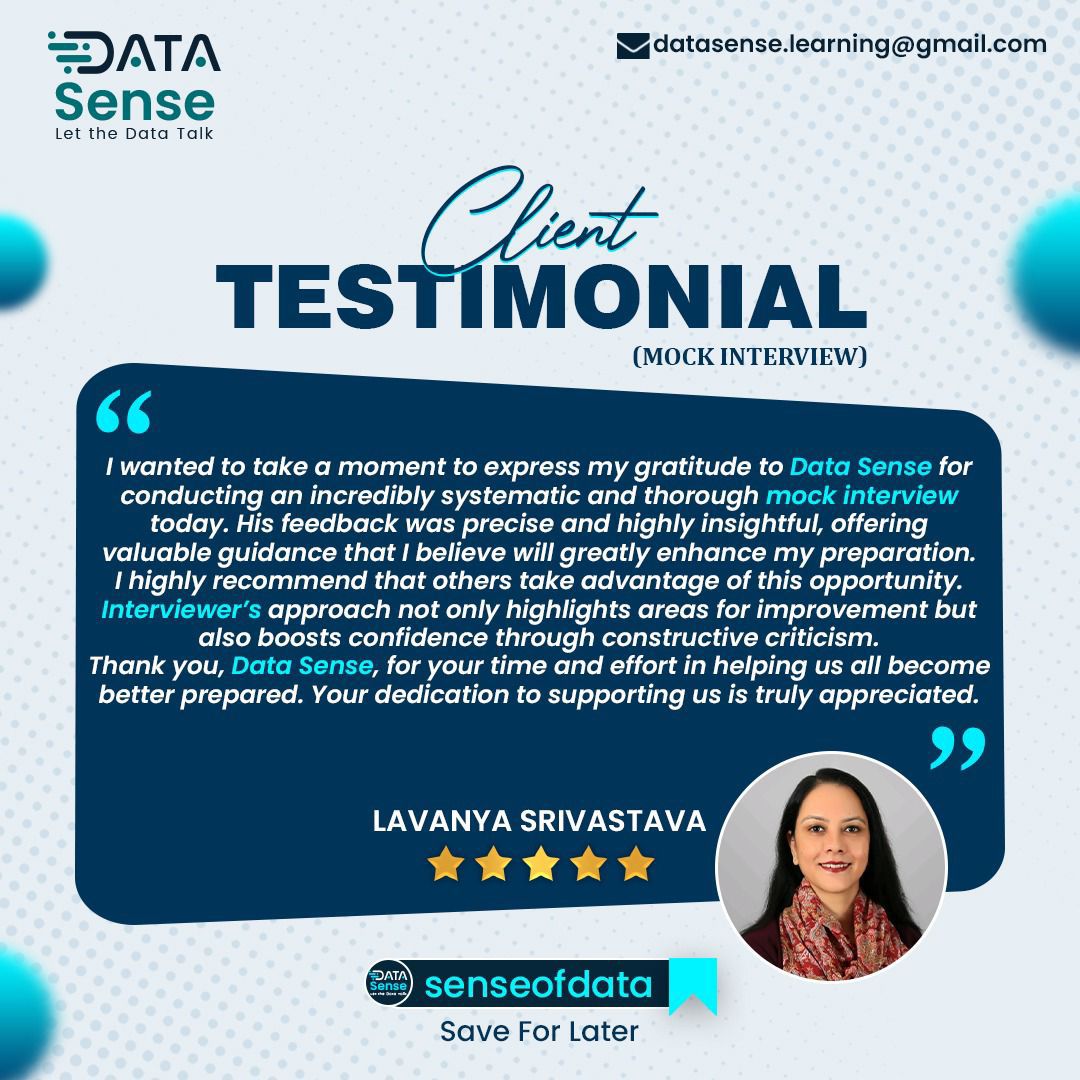 DATA
Sense
Let the Data Talk
datasense.learning@gmail.com
Client
TESTIMONIAL
(MOCK INTERVIEW)
“
I wanted to take a moment to express my gratitude to Data Sense for
conducting an incredibly systematic and thorough mock interview
today. His feedback was precise and highly insightful, offering
valuable guidance that I believe will greatly enhance my preparation.
I highly recommend that others take advantage of this opportunity.
Interviewer’s approach not only highlights areas for improvement but
also boosts confidence through constructive criticism.
Thank you, Data Sense, for your time and effort in helping us all become
better prepared. Your dedication to supporting us is truly appreciated.
”
LAVANYA SRIVASTAVA
DATA
Sense
Let the Data Talk
senseofdata
Save For Later